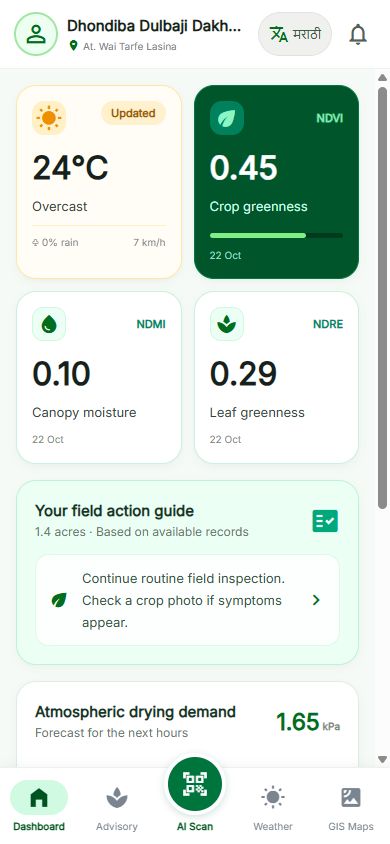 Dhondiba Dulbaji Dakh...
At. Wai Tarfe Lasina
मराठी
Updated
24°C
Overcast
0% rain 7 km/h
NDVI
0.45
Crop greenness
22 Oct
NDMI
0.10
Canopy moisture
22 Oct
NDRE
0.29
Leaf greenness
22 Oct
Your field action guide
1.4 acres · Based on available records
Continue routine field inspection.
Check a crop photo if symptoms
appear.
Atmospheric drying demand
Forecast for the next hours
1.65 kPa
Dashboard
Advisory
AI Scan
Weather
GIS Maps